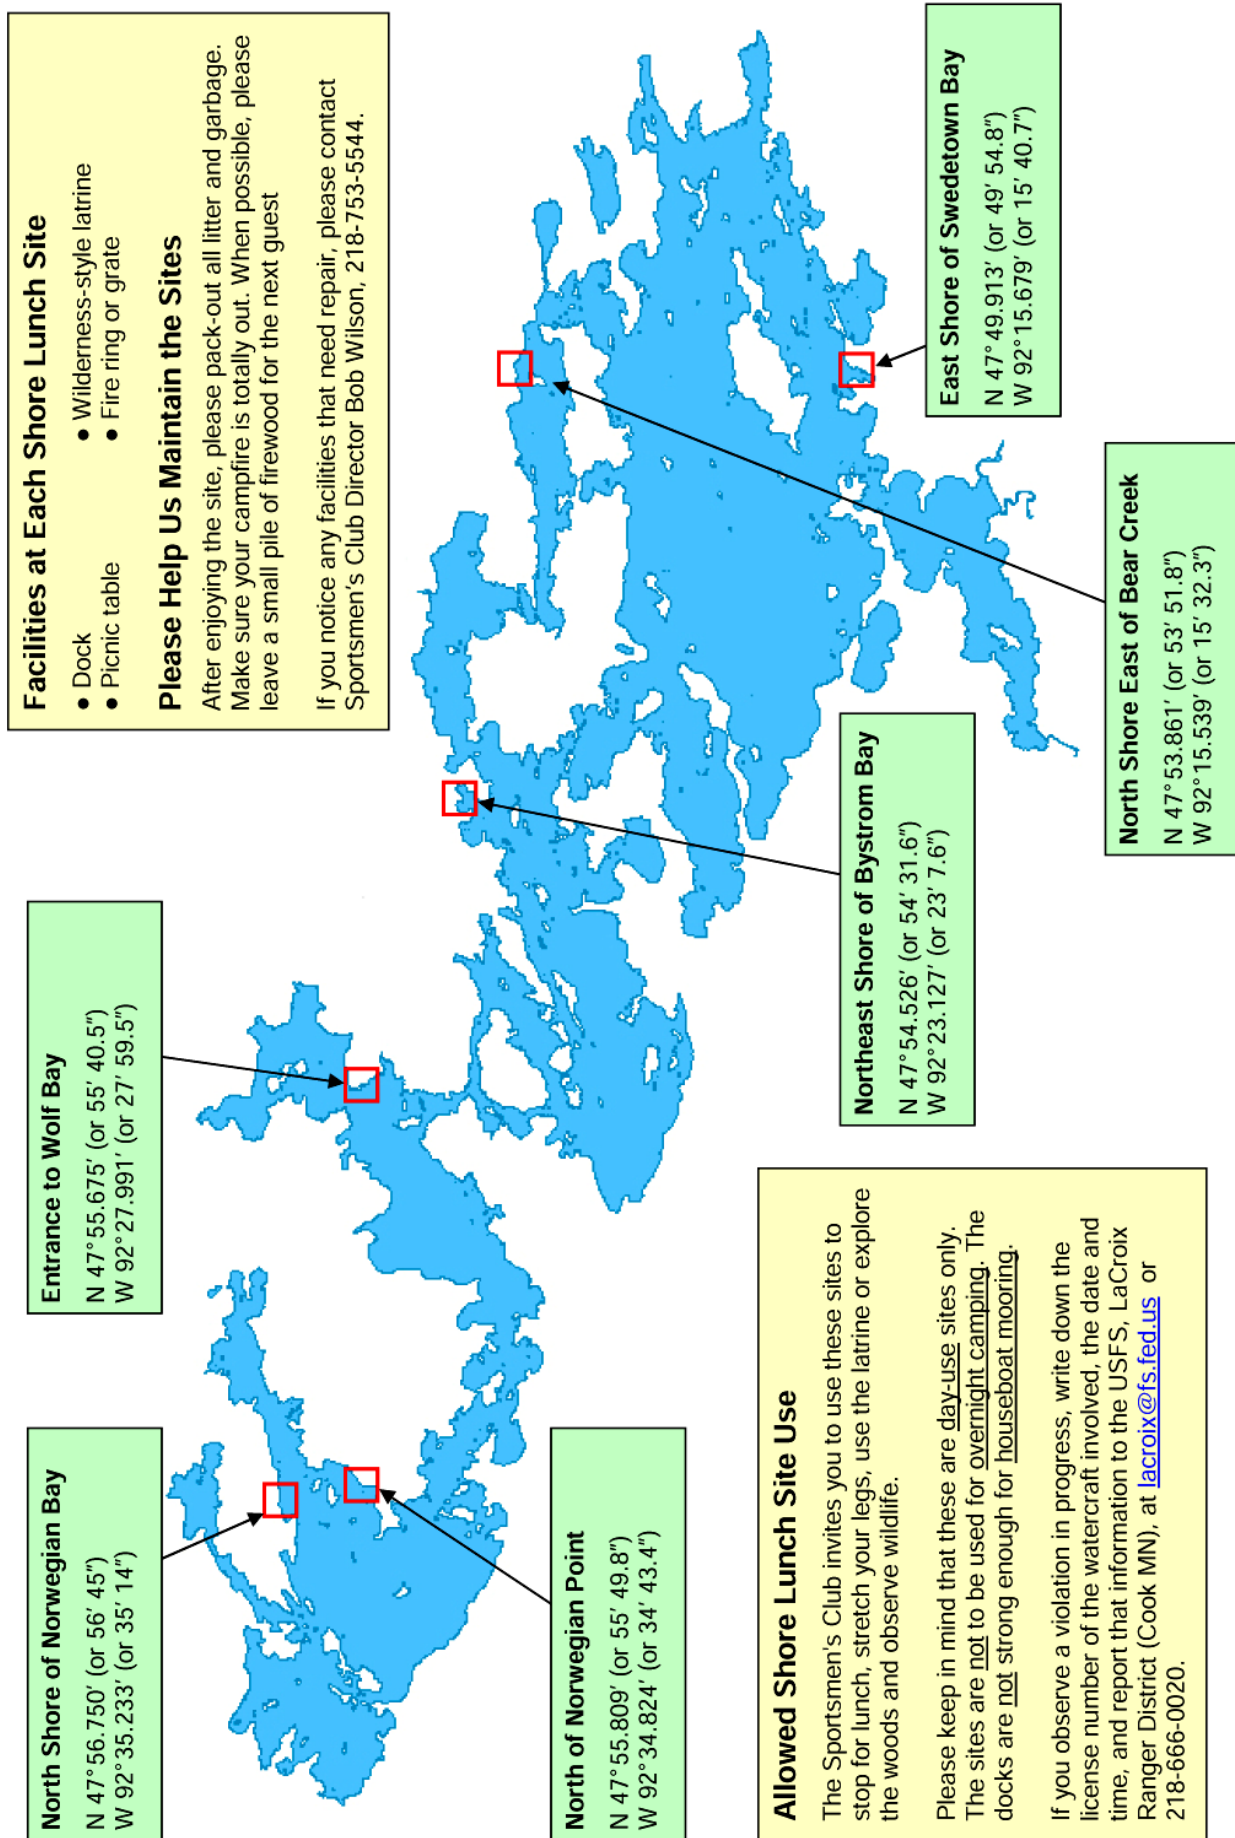 North Shore of Norwegian Bay
N 47° 56.750’ (or 56’ 45”)
W 92° 35.233’ (or 35’ 14”)
Entrance to Wolf Bay
N 47° 55.675’ (or 55’ 40.5”)
W 92° 27.991’ (or 27’ 59.5”)
Facilities at Each Shore Lunch Site
● Dock ● Wilderness-style latrine
● Picnic table ● Fire ring or grate
Please Help Us Maintain the Sites
After enjoying the site, please pack-out all litter and garbage.
Make sure your campfire is totally out. When possible, please
leave a small pile of firewood for the next guest
If you notice any facilities that need repair, please contact
Sportsmen’s Club Director Bob Wilson, 218-753-5544.
North of Norwegian Point
N 47° 55.809’ (or 55’ 49.8”)
W 92° 34.824’ (or 34’ 43.4”)
Allowed Shore Lunch Site Use
The Sportsmen’s Club invites you to use these sites to
stop for lunch, stretch your legs, use the latrine or explore
the woods and observe wildlife.
Please keep in mind that these are day-use sites only.
The sites are not to be used for overnight camping. The
docks are not strong enough for houseboat mooring.
If you observe a violation in progress, write down the
license number of the watercraft involved, the date and
time, and report that information to the USFS, LaCroix
Ranger District (Cook MN), at lacroix@fs.fed.us or
218-666-0020.
Northeast Shore of Bystrom Bay
N 47° 54.526’ (or 54’ 31.6”)
W 92° 23.127’ (or 23’ 7.6”)
North Shore East of Bear Creek
N 47° 53.861’ (or 53’ 51.8”)
W 92° 15.539’ (or 15’ 32.3”)
East Shore of Swedetown Bay
N 47° 49.913’ (or 49’ 54.8”)
W 92° 15.679’ (or 15’ 40.7”)